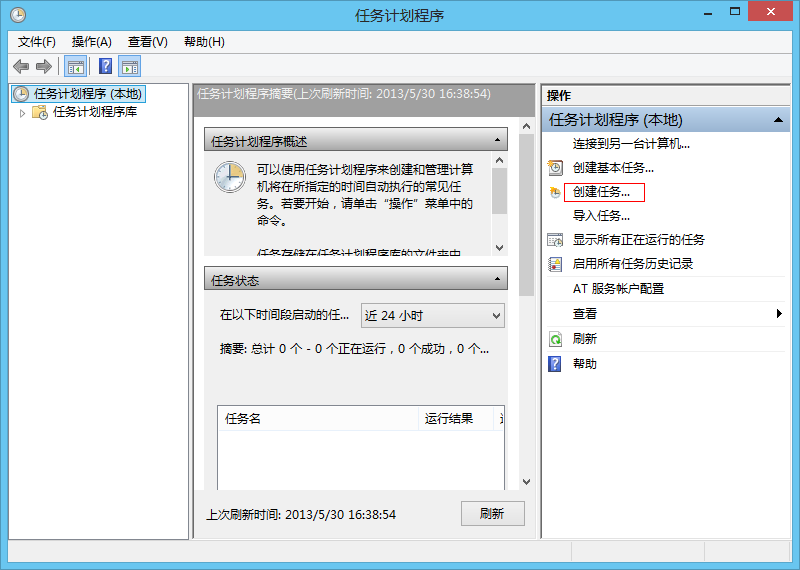 任务计划程序
文件(F) 操作(A) 查看(V) 帮助(H)
任务计划程序 (本地)
任务计划程序库
任务计划程序摘要(上次刷新时间: 2013/5/30 16:38:54)
任务计划程序概述
可以使用任务计划程序来创建和管理计算
机将在所指定的时间自动执行的常见任
务。若要开始，请单击“操作”菜单中的
命令。
任务存储在任务计划程序库的文件夹中
任务状态
在以下时间段启动的任... 近 24 小时
摘要: 总计 0 个 - 0 个正在运行，0 个成功，0 个...
任务名 运行结果
上次刷新时间: 2013/5/30 16:38:54 刷新
操作
任务计划程序 (本地)
连接到另一台计算机...
创建基本任务...
创建任务...
导入任务...
显示所有正在运行的任务
启用所有任务历史记录
AT 服务帐户配置
查看
刷新
帮助